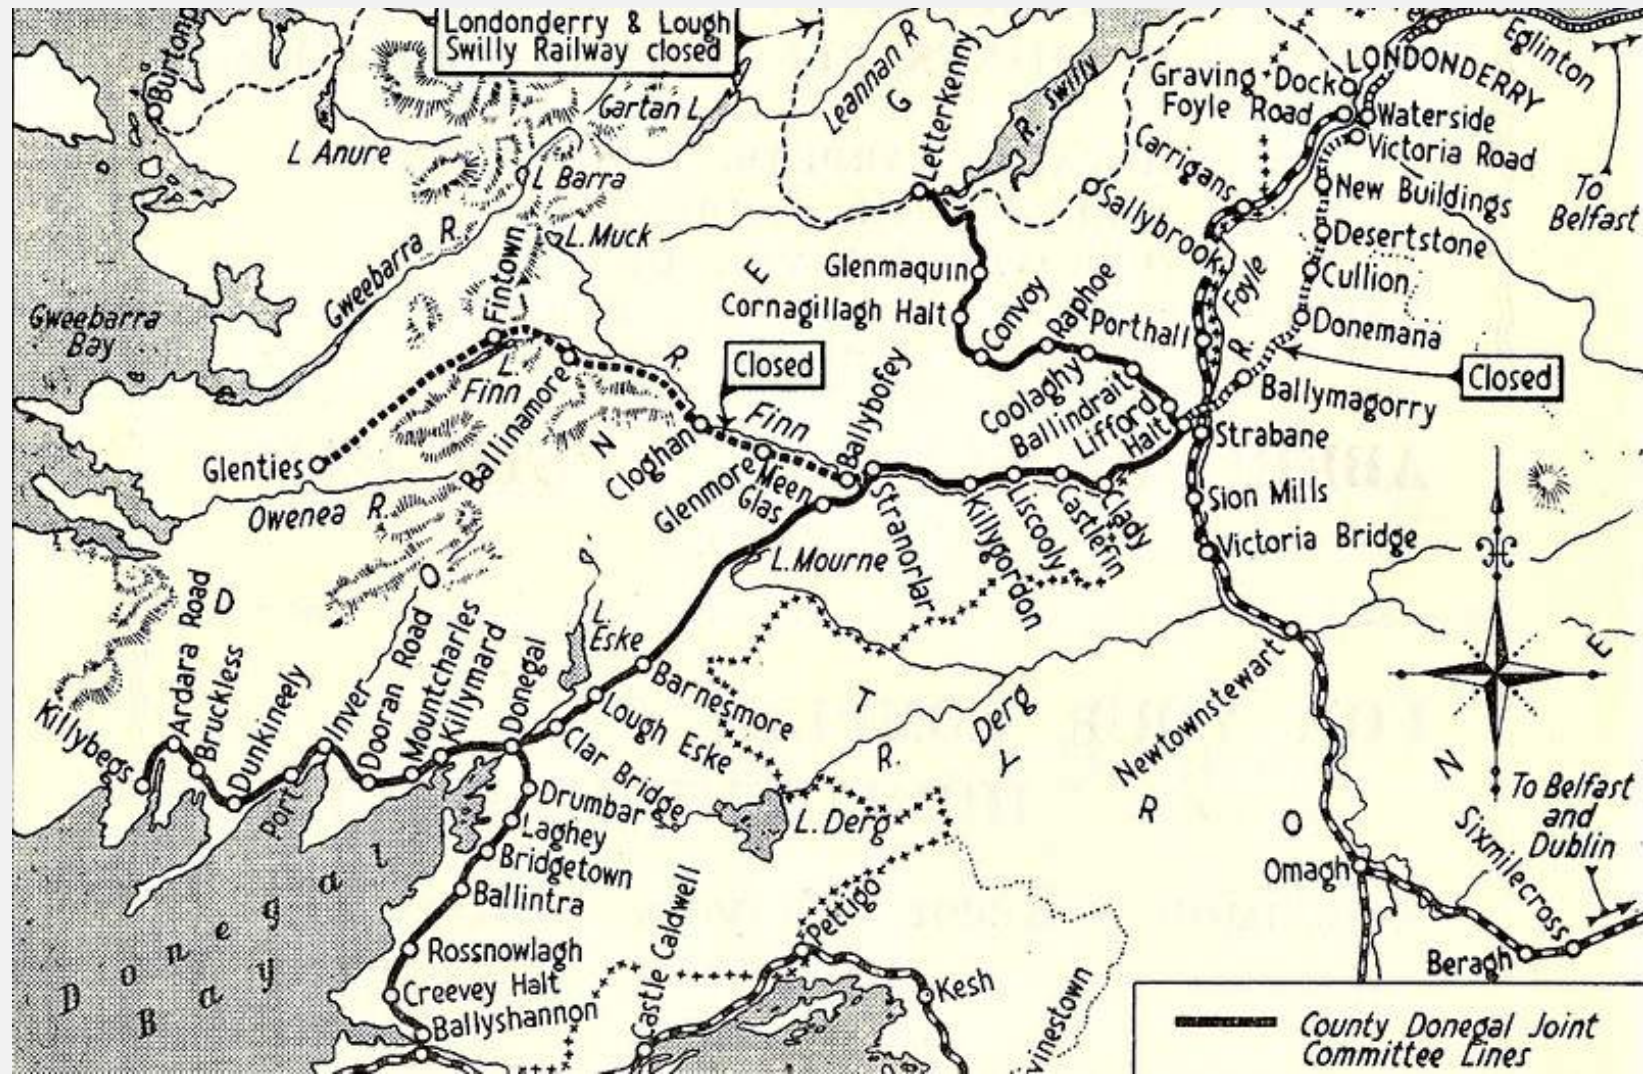 Londonderry & Lough
Swilly Railway closed
Leannan R
G
Letterkenny
R. Swilly
Graving Dock
LONDONDERRY
Eglinton
Foyle Road
Waterside
Victoria Road
Carrigans
New Buildings
To
Belfast
Sallybrook
Desertstone
Cullion
Donemana
Gartan L.
L Anure
L Barra
L. Muck
Gweebarra R.
Gweebarra
Bay
Fintown
L.
Finn
E
Glenmaquin
Cornagillagh Halt
Convoy
Raphoe
Porthall
Foyle
R.
Closed
Closed
Ballymagorry
Coolaghy
Ballindrait
Lifford
Halt
Strabane
R.
Finn
Ballybofey
Ballinamore
N
Cloghan
Glenmore
Meen
Glas
Glenties
Owenea R.
Stranorlar
Killygordon
Liscooly
Castlefin
Clady
Sion Mills
Victoria Bridge
L. Mourne
O
D
Ardara Road
Killybegs
Bruckless
Dunkineely
Port
Inver
Dooran Road
Mountcharles
Killymard
Donegal
L.
Eske
Barnesmore
Lough Eske
Clar Bridge
Drumbar
Laghey
Bridgetown
Ballintra
Rossnowlagh
Creevey Halt
Ballyshannon
Donegal
Bay
T
Y
R
O
N
E
R. Derg
L. Derg
Newtownstewart
Omagh
Beragh
Sixmilecross
To Belfast
and
Dublin
Castle Caldwell
Pettigo
Kesh
County Donegal Joint
Committee Lines